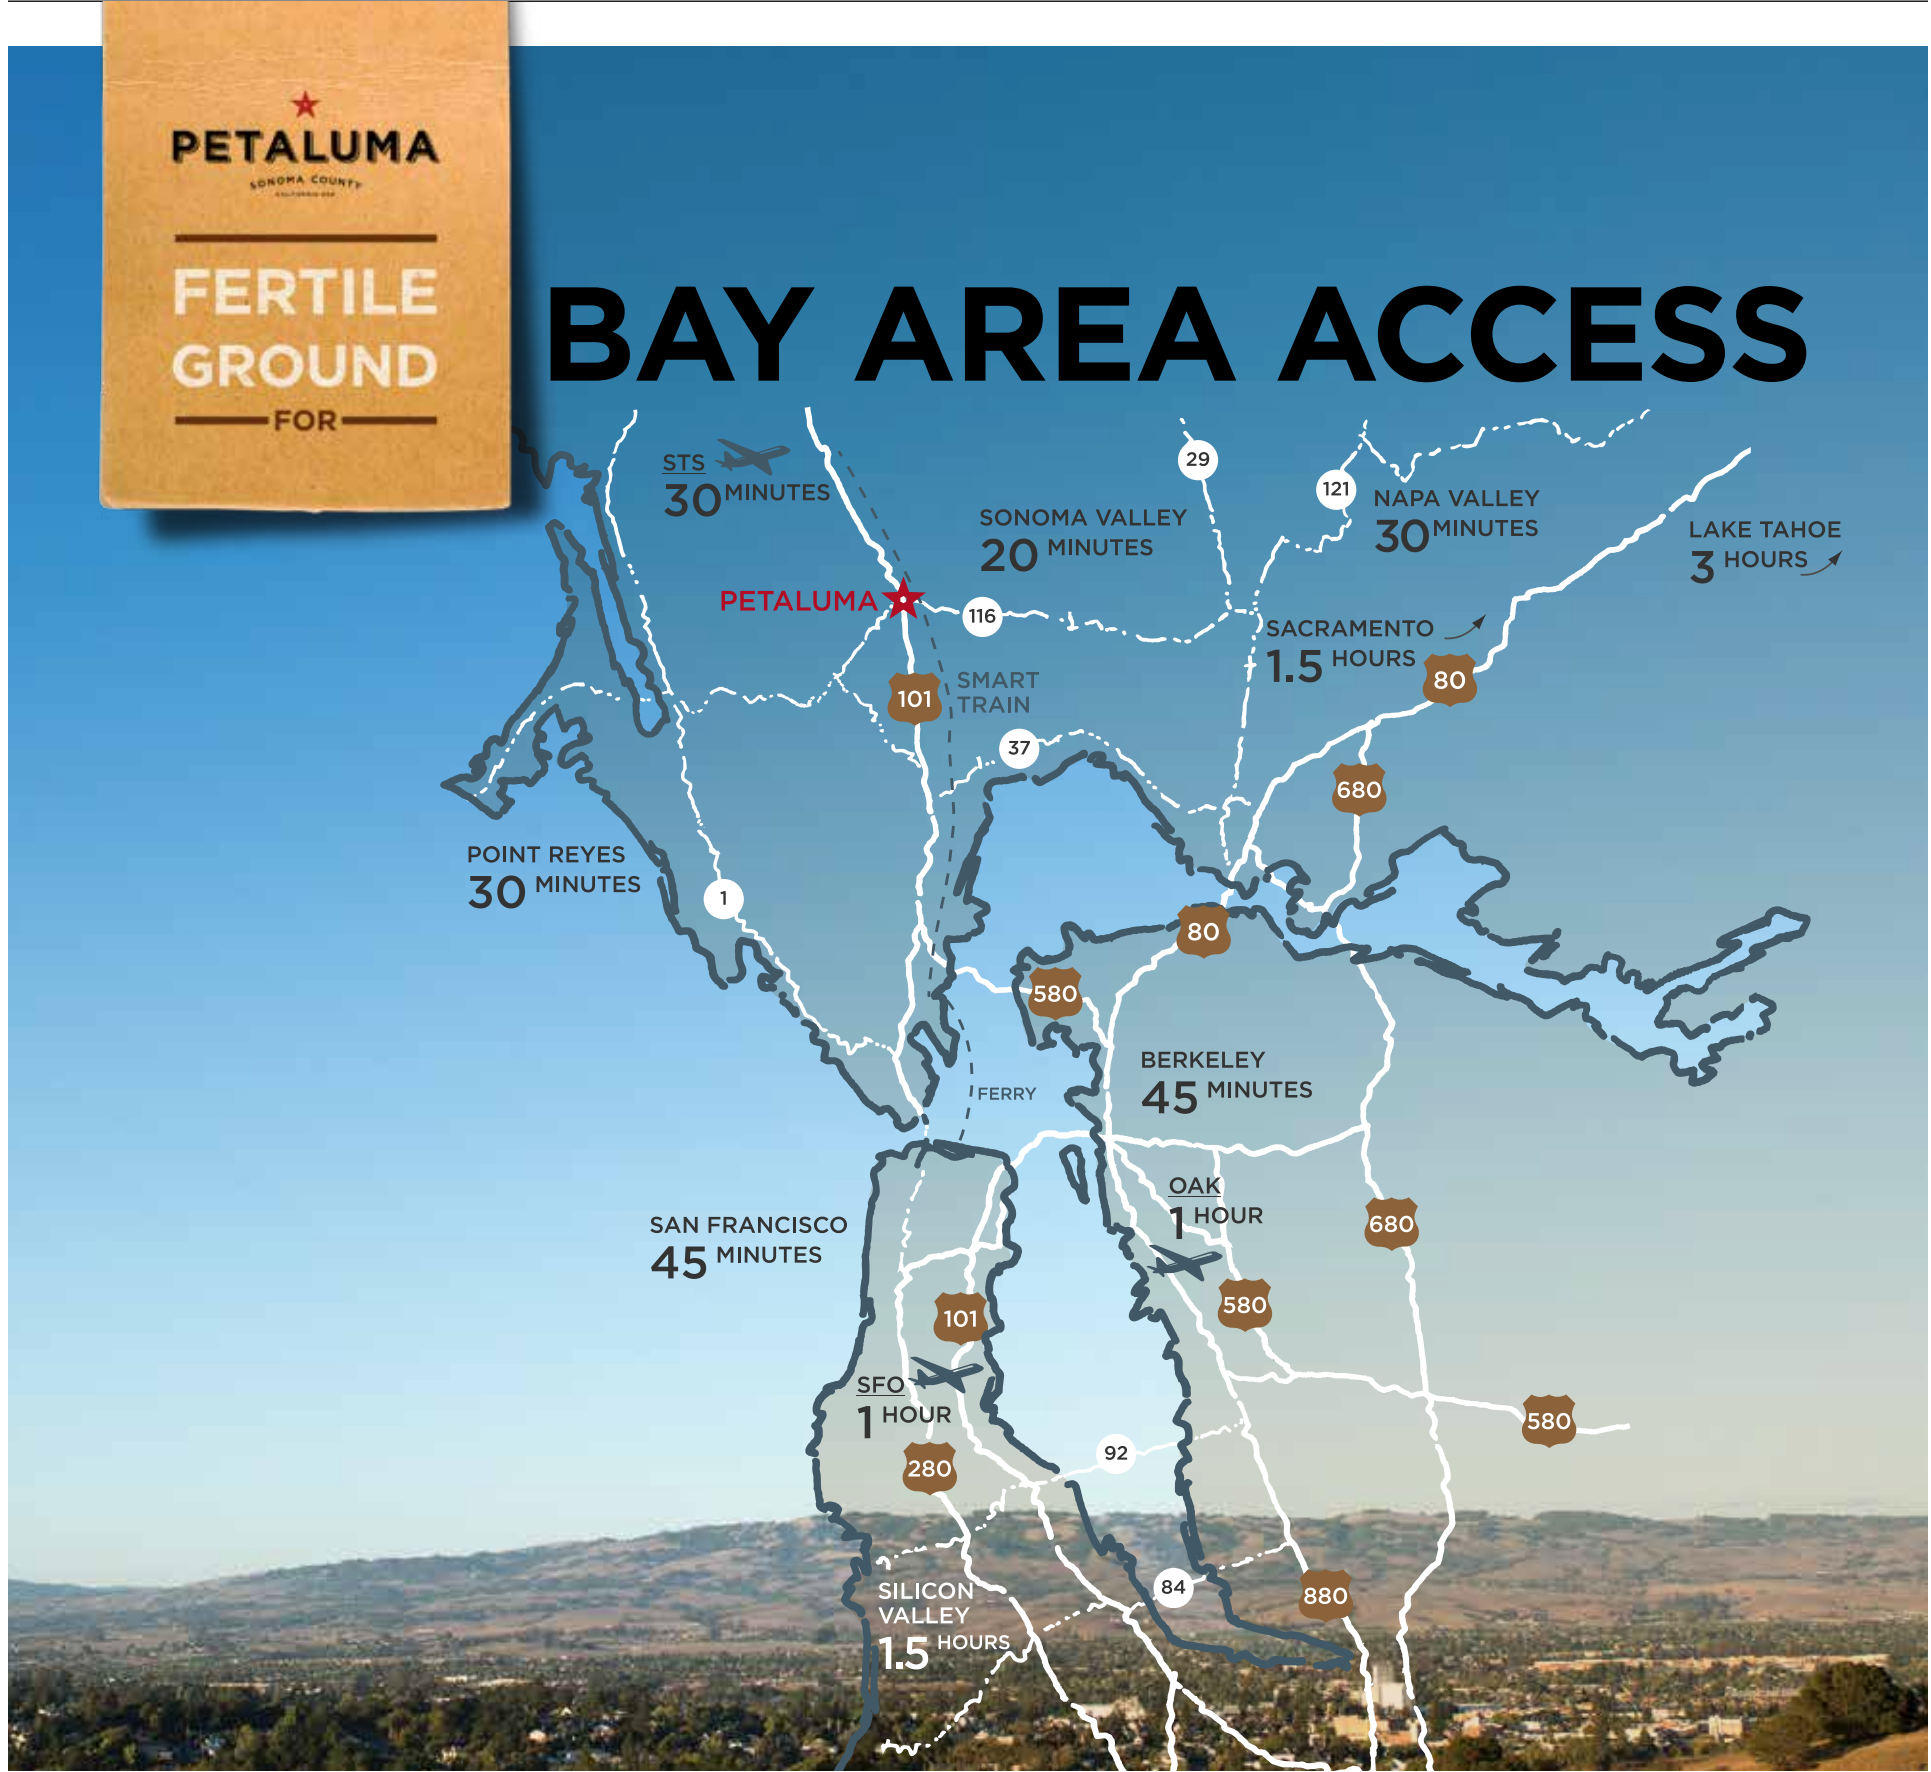 PETALUMA
SONOMA COUNTY
FERTILE
GROUND
FOR
BAY AREA ACCESS
STS
30 MINUTES
29
121
NAPA VALLEY
30 MINUTES
SONOMA VALLEY
20 MINUTES
LAKE TAHOE
3 HOURS
PETALUMA
116
SACRAMENTO
1.5 HOURS
80
101
SMART
TRAIN
37
680
POINT REYES
30 MINUTES
1
80
580
BERKELEY
45 MINUTES
FERRY
OAK
1 HOUR
680
SAN FRANCISCO
45 MINUTES
580
101
SFO
1 HOUR
580
92
280
84
880
SILICON
VALLEY
1.5 HOURS